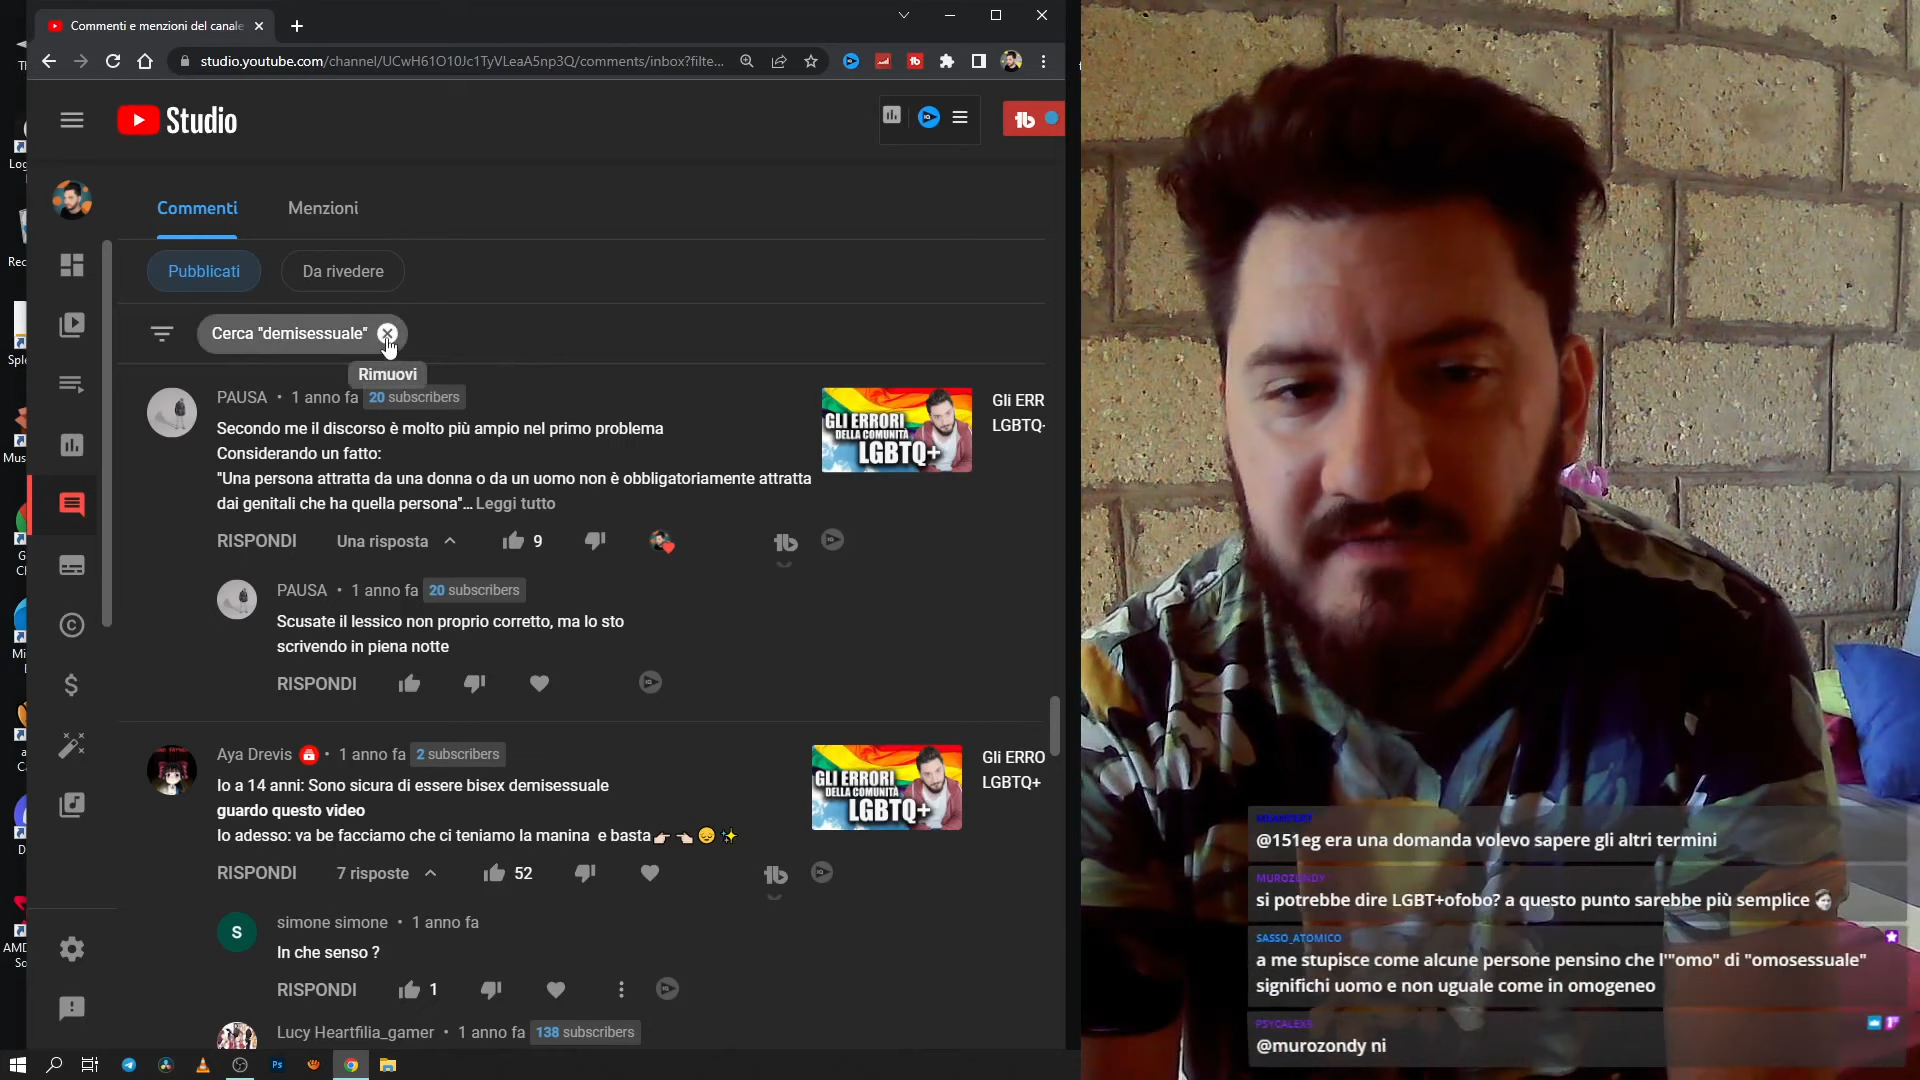 Commenti e menzioni del canale
studio.youtube.com/channel/UCwH61O10Jc1TyVLeaA5np3Q/comments/inbox?filte...
Studio
Commenti
Menzioni
Pubblicati
Da rivedere
Cerca "demisessuale"
Rimuovi
PAUSA • 1 anno fa 20 subscribers
Secondo me il discorso è molto più ampio nel primo problema
Considerando un fatto:
"Una persona attratta da una donna o da un uomo non è obbligatoriamente attratta
dai genitali che ha quella persona"... Leggi tutto
GLI ERRORI
DELLA COMUNITÀ
LGBTQ+
Gli ERR
LGBTQ+
RISPONDI Una risposta 9
PAUSA • 1 anno fa 20 subscribers
Scusate il lessico non proprio corretto, ma lo sto
scrivendo in piena notte
RISPONDI
Aya Drevis • 1 anno fa 2 subscribers
Io a 14 anni: Sono sicura di essere bisex demisessuale
guardo questo video
Io adesso: va be facciamo che ci teniamo la manina e basta👉🏻👈🏻😔✨
GLI ERRORI
DELLA COMUNITÀ
LGBTQ+
Gli ERRO
LGBTQ+
RISPONDI 7 risposte 52
S
simone simone • 1 anno fa
In che senso ?
RISPONDI 1
Lucy Heartfilia_gamer • 1 anno fa 138 subscribers
Th
Log
Rec
Sple
Mus
G
Cl
Mi
F
a
C
D
AMD
So
Ps
@151eg era una domanda volevo sapere gli altri termini
MUROZONDY
si potrebbe dire LGBT+ofobo? a questo punto sarebbe più semplice
SASSO_ATOMICO
a me stupisce come alcune persone pensino che l'"omo" di "omosessuale"
significhi uomo e non uguale come in omogeneo
@murozondy ni